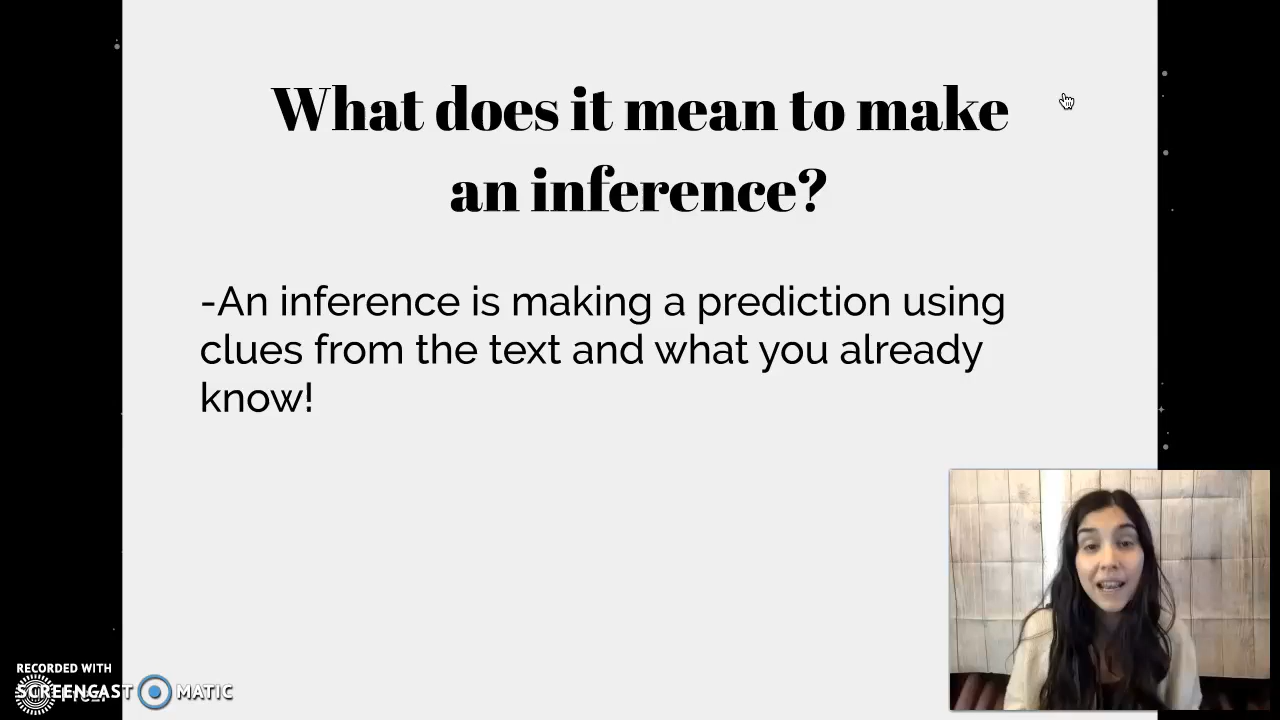 What does it mean to make
an inference?
-An inference is making a prediction using
clues from the text and what you already
know!
RECORDED WITH
SCREENCAST MATIC